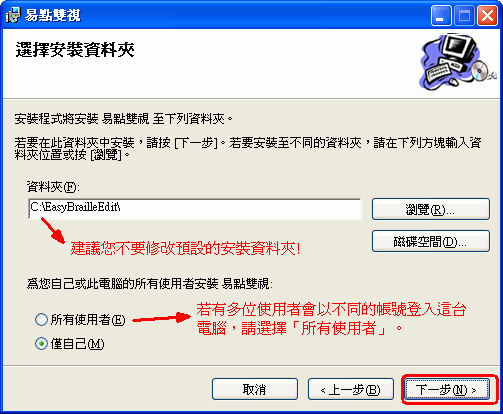 易點雙視
選擇安裝資料夾
安裝程式將安裝 易點雙視 至下列資料夾。
若要在此資料夾中安裝，請按 [下一步]。若要安裝至不同的資料夾，請在下列方塊輸入資
料夾位置或按 [瀏覽]。
資料夾(F):
C:\EasyBrailleEdit\
瀏覽(R)...
建議您不要修改預設的安裝資料夾!
磁碟空間(D)...
為您自己或此電腦的所有使用者安裝 易點雙視:
所有使用者(E)
若有多位使用者會以不同的帳號登入這台
電腦，請選擇「所有使用者」。
僅自己(M)
取消
< 上一步(B)
下一步(N) >